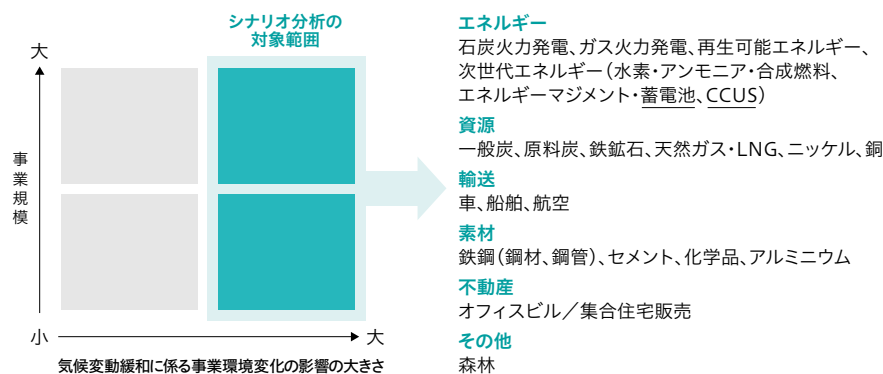 シナリオ分析の
対象範囲
大
事業規模
小
大
気候変動緩和に係る事業環境変化の影響の大きさ
エネルギー
石炭火力発電、ガス火力発電、再生可能エネルギー、
次世代エネルギー（水素・アンモニア・合成燃料、
エネルギーマジメント・蓄電池、CCUS）
資源
一般炭、原料炭、鉄鉱石、天然ガス・LNG、ニッケル、銅
輸送
車、船舶、航空
素材
鉄鋼（鋼材、鋼管）、セメント、化学品、アルミニウム
不動産
オフィスビル／集合住宅販売
その他
森林